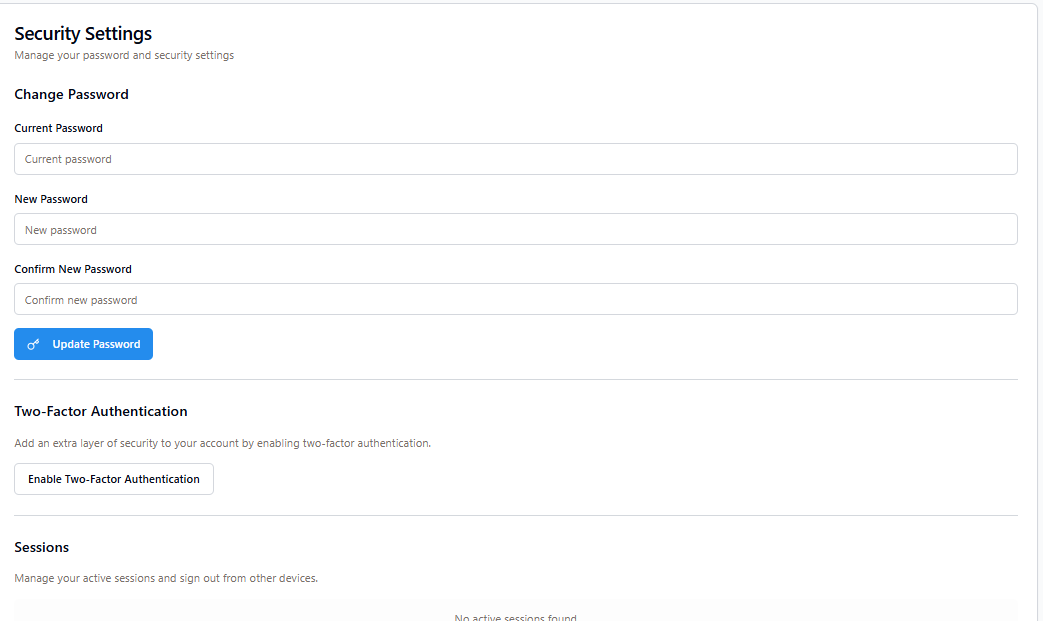 Security Settings
Manage your password and security settings
Change Password
Current Password
Current password
New Password
New password
Confirm New Password
Confirm new password
Update Password
Two-Factor Authentication
Add an extra layer of security to your account by enabling two-factor authentication.
Enable Two-Factor Authentication
Sessions
Manage your active sessions and sign out from other devices.
No active sessions found